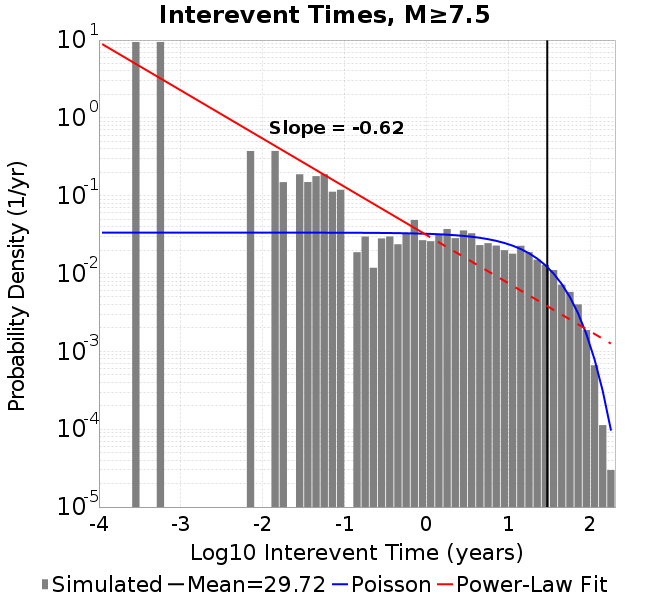 Interevent Times, M≥7.5
Probability Density (1/yr)
10^1
10^0
10^-1
10^-2
10^-3
10^-4
10^-5
Slope = -0.62
-4 -3 -2 -1 0 1 2
Log10 Interevent Time (years)
Simulated Mean=29.72 Poisson Power-Law Fit